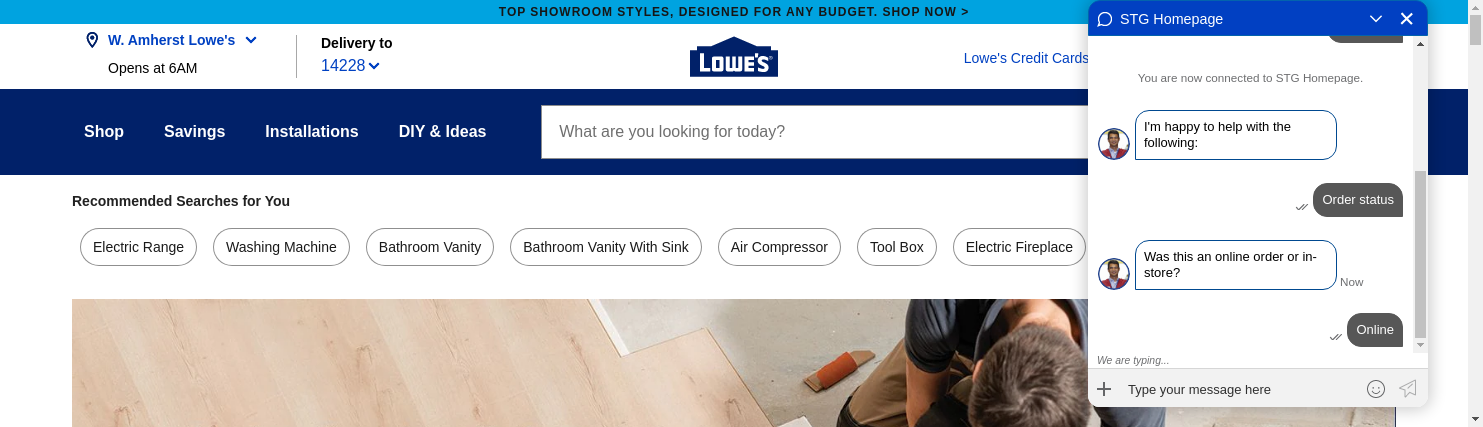 TOP SHOWROOM STYLES, DESIGNED FOR ANY BUDGET. SHOP NOW >
W. Amherst Lowe's
Opens at 6AM
Delivery to
14228
LOWE'S
Lowe's Credit Cards
Shop
Savings
Installations
DIY & Ideas
What are you looking for today?
Recommended Searches for You
Electric Range
Washing Machine
Bathroom Vanity
Bathroom Vanity With Sink
Air Compressor
Tool Box
Electric Fireplace
STG Homepage
You are now connected to STG Homepage.
I'm happy to help with the
following:
Order status
Was this an online order or in-
store?
Now
Online
We are typing...
Type your message here